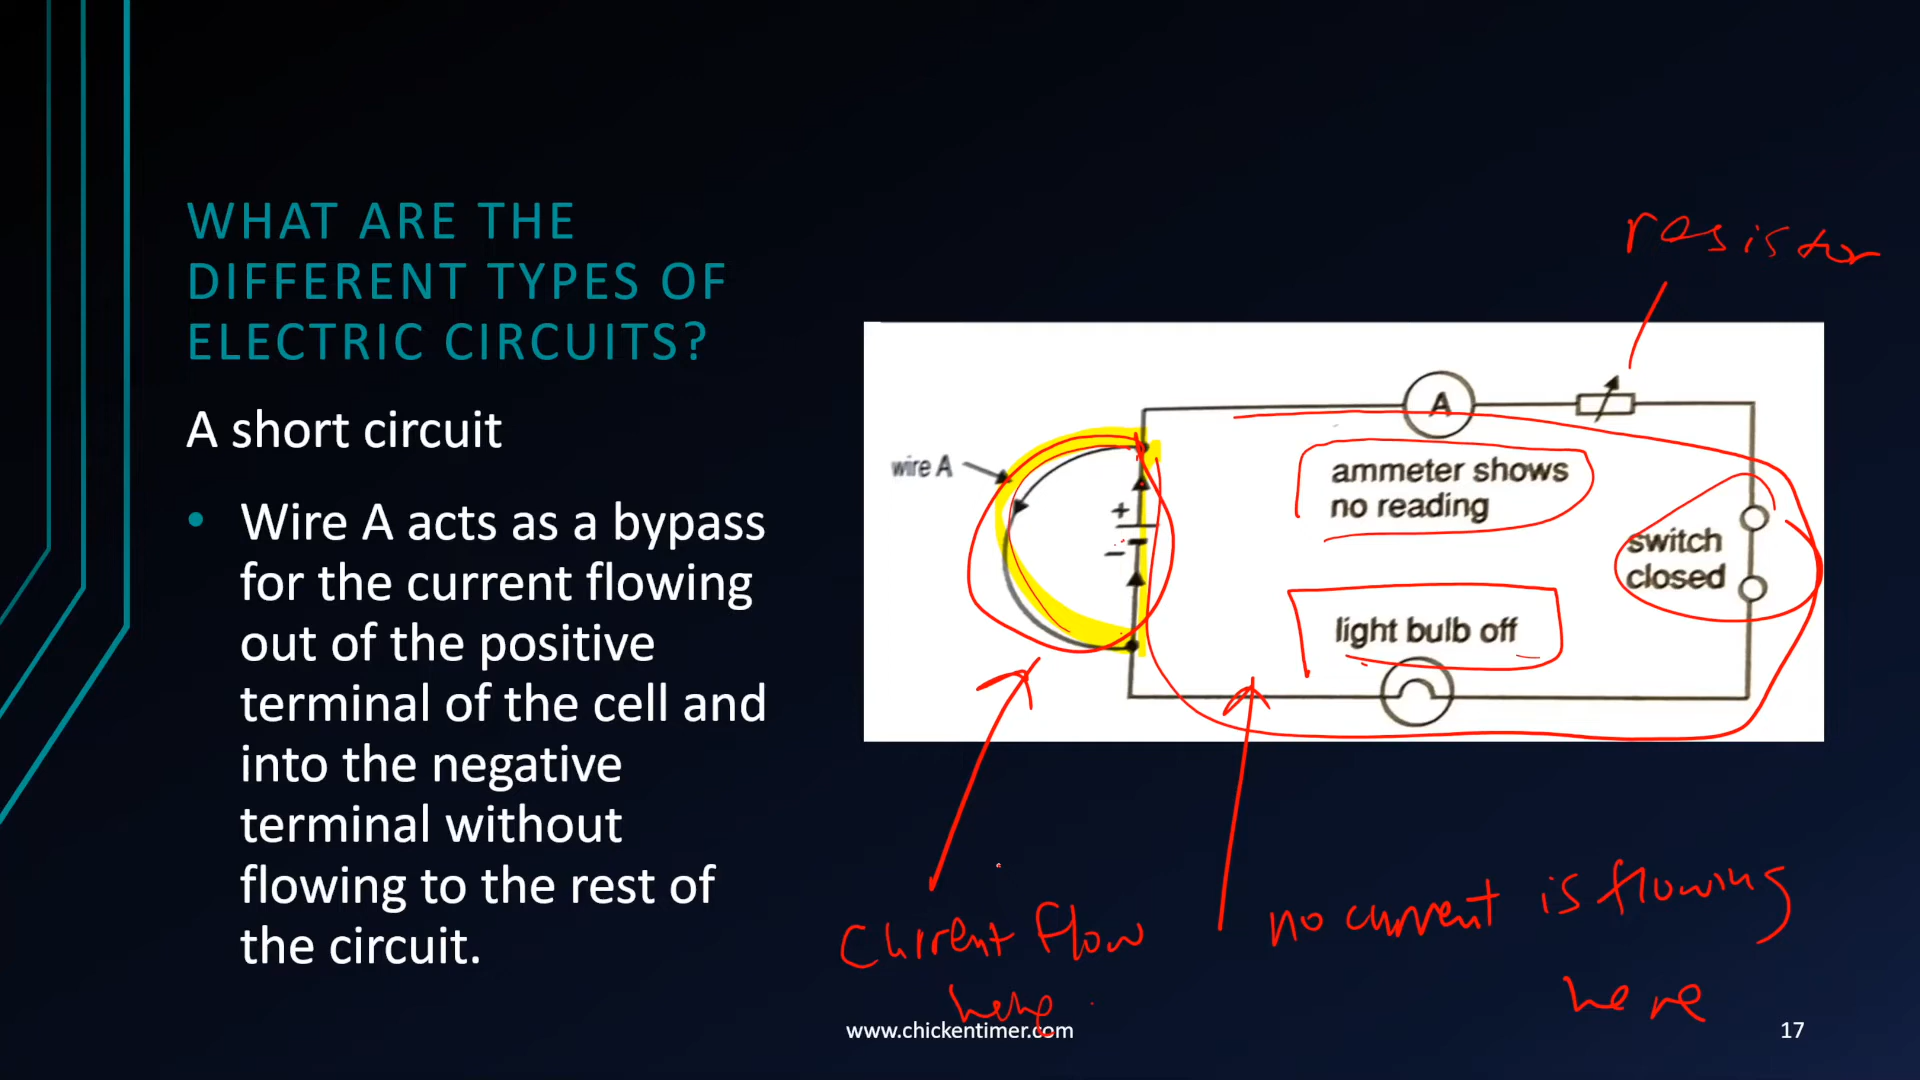 WHAT ARE THE
DIFFERENT TYPES OF
ELECTRIC CIRCUITS?
A short circuit
• Wire A acts as a bypass
for the current flowing
out of the positive
terminal of the cell and
into the negative
terminal without
flowing to the rest of
the circuit.
resistor
A
wire A
ammeter shows
no reading
+
−
switch
closed
light bulb off
Current flow
here
no current is flowing
here
www.chickentimer.com
17